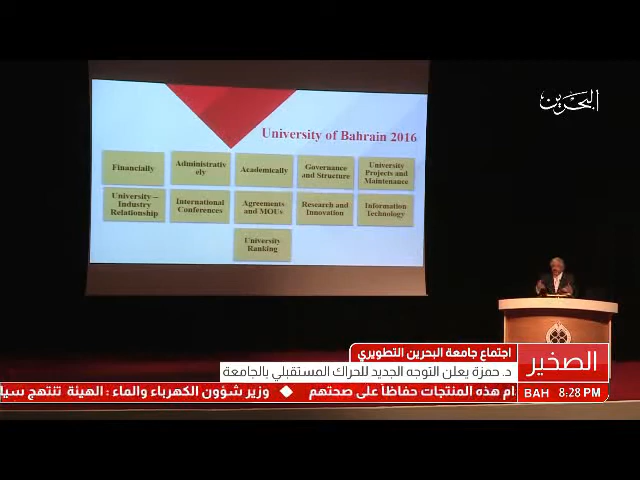 البحرين
University of Bahrain 2016
Financially
Administrativ
ely
Academically
Governance
and Structure
University
Projects and
Maintenance
University –
Industry
Relationship
International
Conferences
Agreements
and MOUs
Research and
Innovation
Information
Technology
University
Ranking
اجتماع جامعة البحرين التطويري
الصخير
د. حمزة يعلن التوجه الجديد للحراك المستقبلي بالجامعة
ام هذه المنتجات حفاظاً على صحتهم ◆ وزير شؤون الكهرباء والماء : الهيئة تنتهج سيا
BAH 8:28 PM